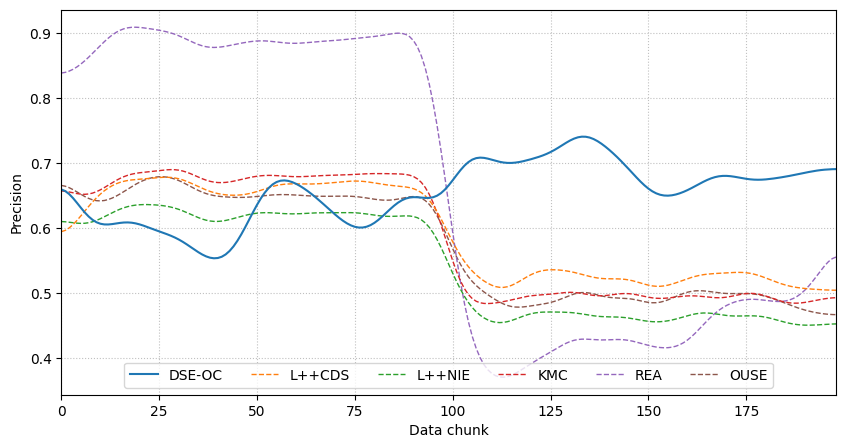 0.9
0.8
0.7
0.6
0.5
0.4
Precision
DSE-OC L++CDS L++NIE KMC REA OUSE
0 25 50 75 100 125 150 175
Data chunk